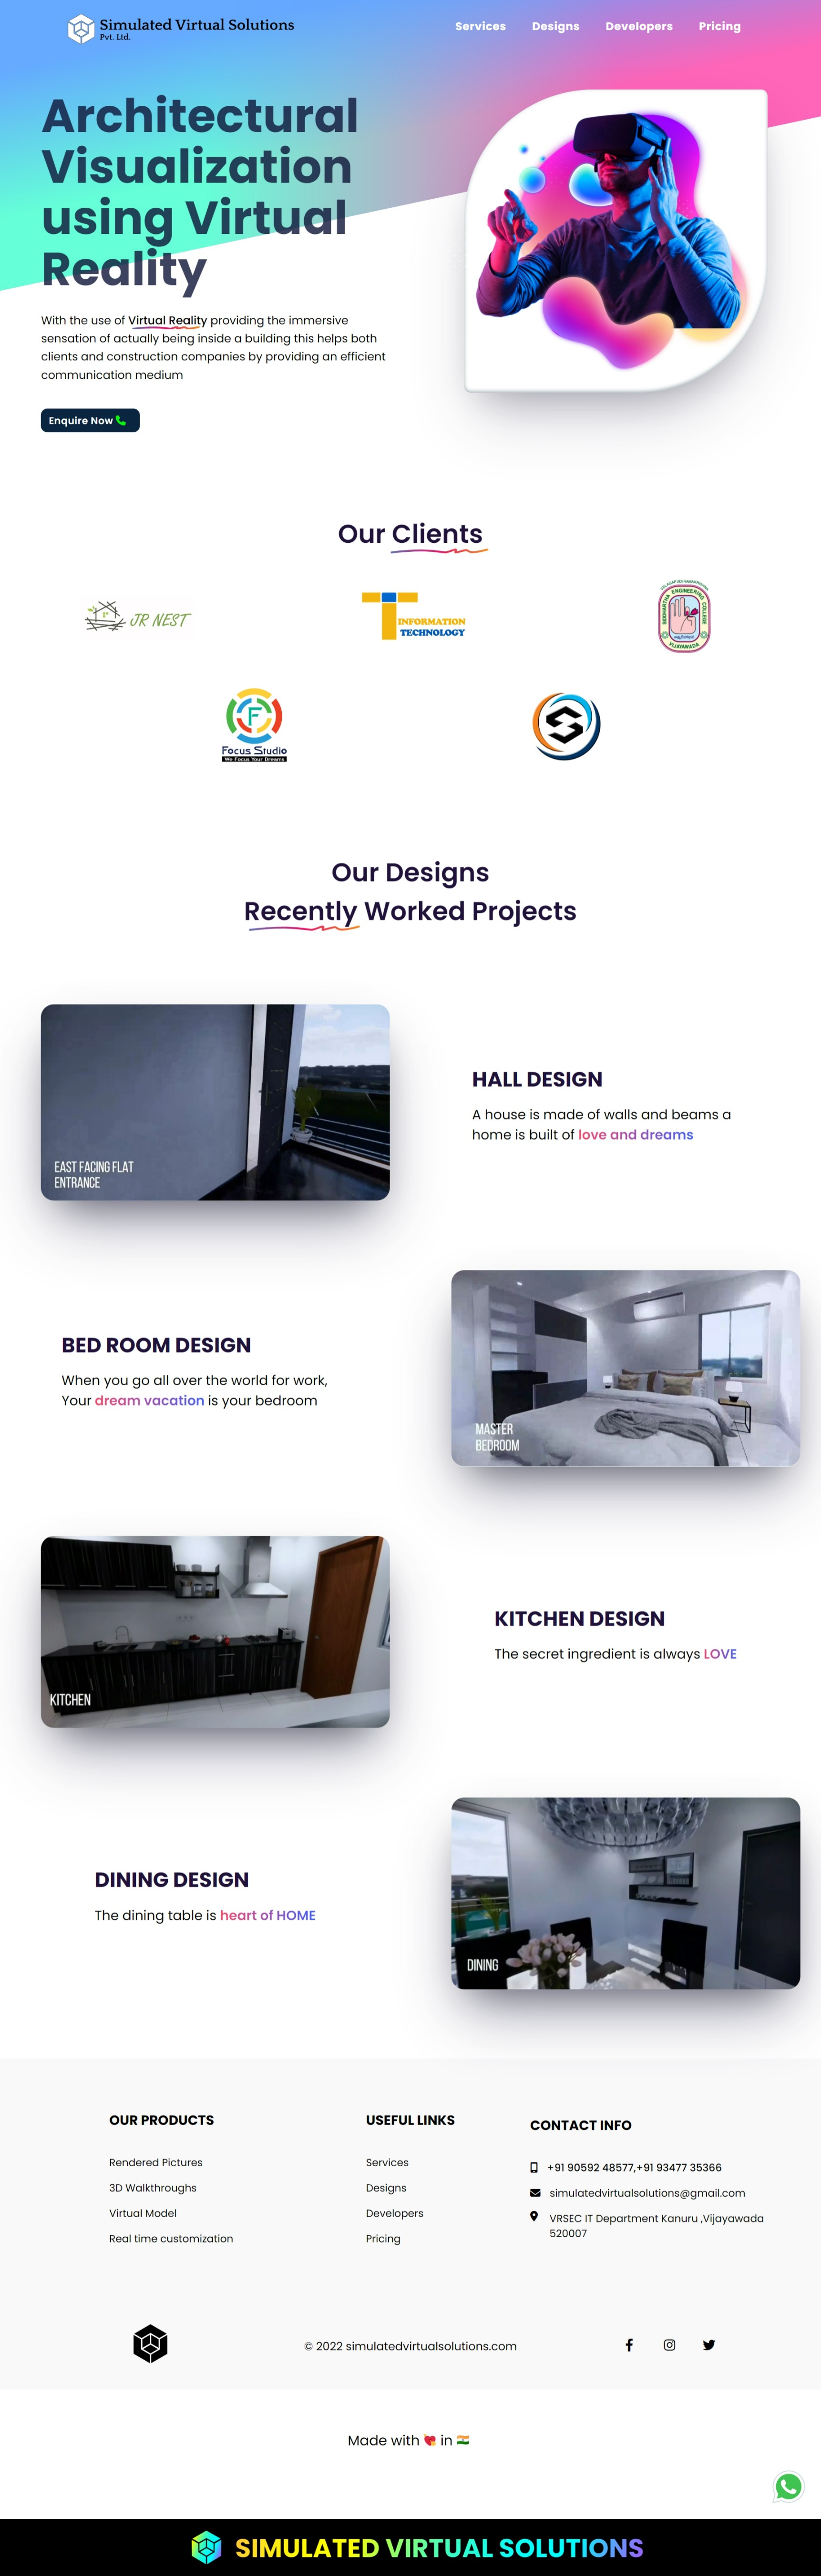 Simulated Virtual Solutions
Pvt. Ltd.
Services Designs Developers Pricing
Architectural
Visualization
using Virtual
Reality
With the use of Virtual Reality providing the immersive
sensation of actually being inside a building this helps both
clients and construction companies by providing an efficient
communication medium
Enquire Now
Our Clients
JR NEST
INFORMATION
TECHNOLOGY
SIDDHARTHA ENGINEERING COLLEGE
VIJAYAWADA
F
Focus Studio
We Focus Your Dreams
Our Designs
Recently Worked Projects
EAST FACING FLAT
ENTRANCE
HALL DESIGN
A house is made of walls and beams a
home is built of love and dreams
BED ROOM DESIGN
When you go all over the world for work,
Your dream vacation is your bedroom
MASTER
BEDROOM
KITCHEN
KITCHEN DESIGN
The secret ingredient is always LOVE
DINING DESIGN
The dining table is heart of HOME
DINING
OUR PRODUCTS
Rendered Pictures
3D Walkthroughs
Virtual Model
Real time customization
USEFUL LINKS
Services
Designs
Developers
Pricing
CONTACT INFO
+91 90592 48577,+91 93477 35366
simulatedvirtualsolutions@gmail.com
VRSEC IT Department Kanuru ,Vijayawada
520007
© 2022 simulatedvirtualsolutions.com
Made with 💘 in 🇮🇳
SIMULATED VIRTUAL SOLUTIONS